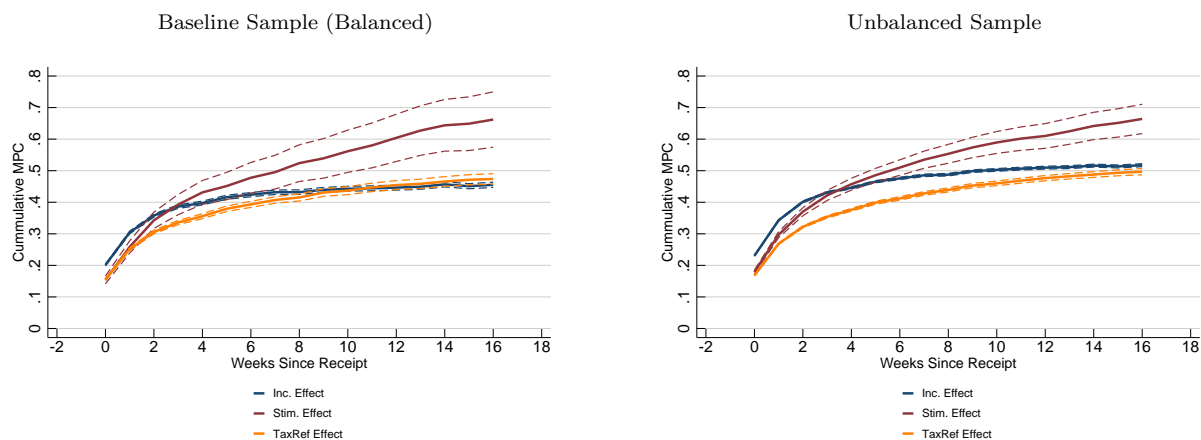 Baseline Sample (Balanced)
Cummulative MPC
0 .1 .2 .3 .4 .5 .6 .7 .8
-2 0 2 4 6 8 10 12 14 16 18
Weeks Since Receipt
Inc. Effect
Stim. Effect
TaxRef Effect
Unbalanced Sample
Cummulative MPC
0 .1 .2 .3 .4 .5 .6 .7 .8
-2 0 2 4 6 8 10 12 14 16 18
Weeks Since Receipt
Inc. Effect
Stim. Effect
TaxRef Effect